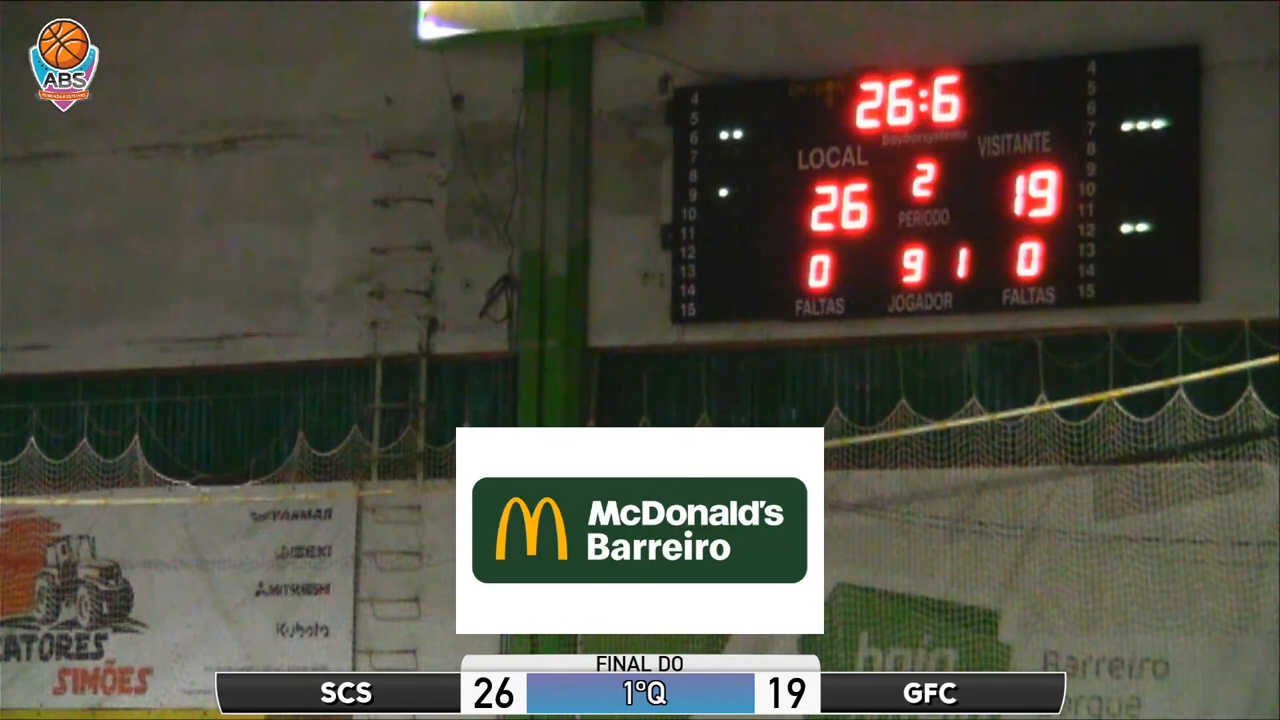 ABS
26:6
LOCAL
VISITANTE
26
2
19
PERIODO
0
9 1
0
FALTAS
JOGADOR
FALTAS
4
5
6
7
8
9
10
11
12
13
14
15
4
5
6
7
8
9
10
11
12
13
14
15
YANMAR
ISEKI
MITSUBISHI
Kubota
SIMÕES
McDonald's
Barreiro
Barreiro
FINAL DO
SCS 26 1ºQ 19 GFC